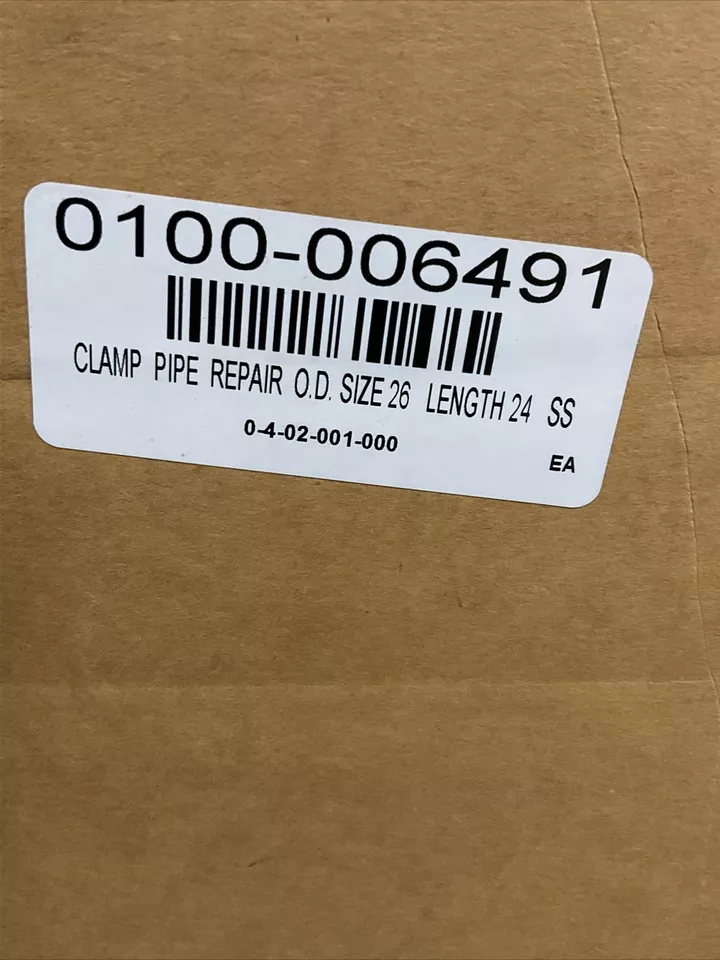 0100-006491
CLAMP PIPE REPAIR O.D. SIZE 26 LENGTH 24 SS
0-4-02-001-000
EA